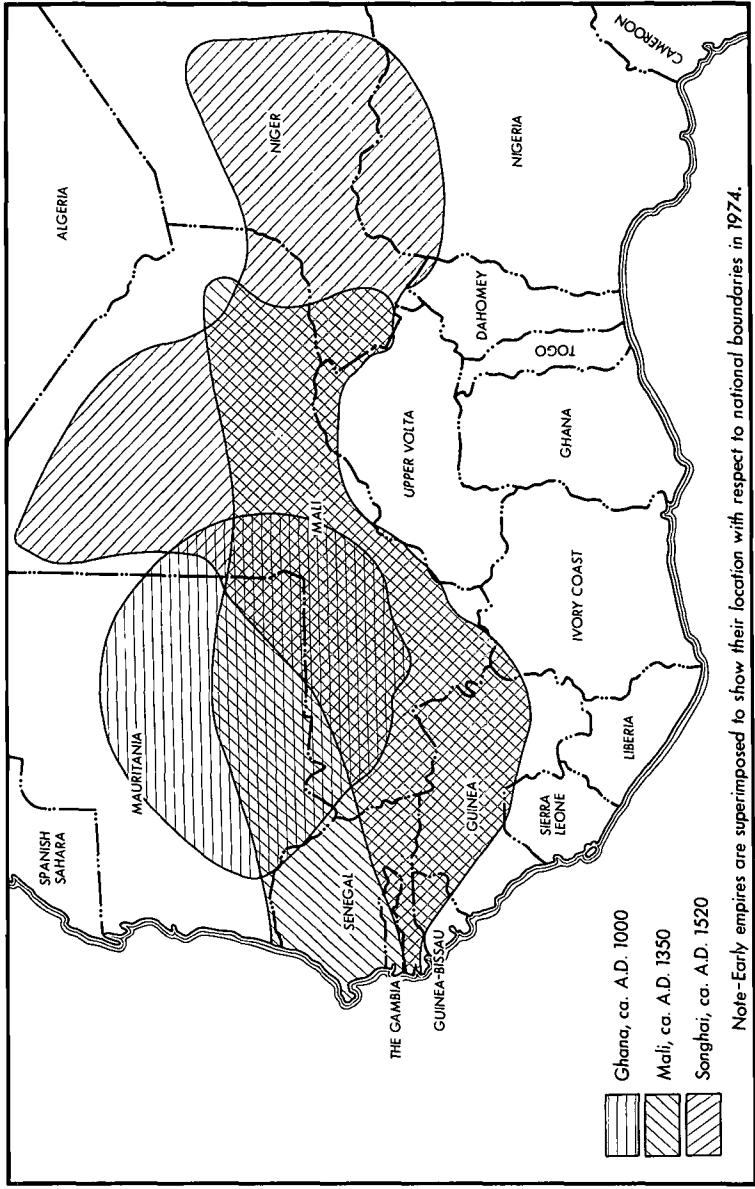 SPANISH
SAHARA
ALGERIA
MAURITANIA
MALI
NIGER
SENEGAL
THE GAMBIA
GUINEA-BISSAU
GUINEA
SIERRA
LEONE
LIBERIA
IVORY COAST
UPPER VOLTA
GHANA
TOGO
DAHOMEY
NIGERIA
CAMEROON
Ghana, ca. A.D. 1000
Mali, ca. A.D. 1350
Songhai, ca. A.D. 1520
Note-Early empires are superimposed to show their location with respect to national boundaries in 1974.